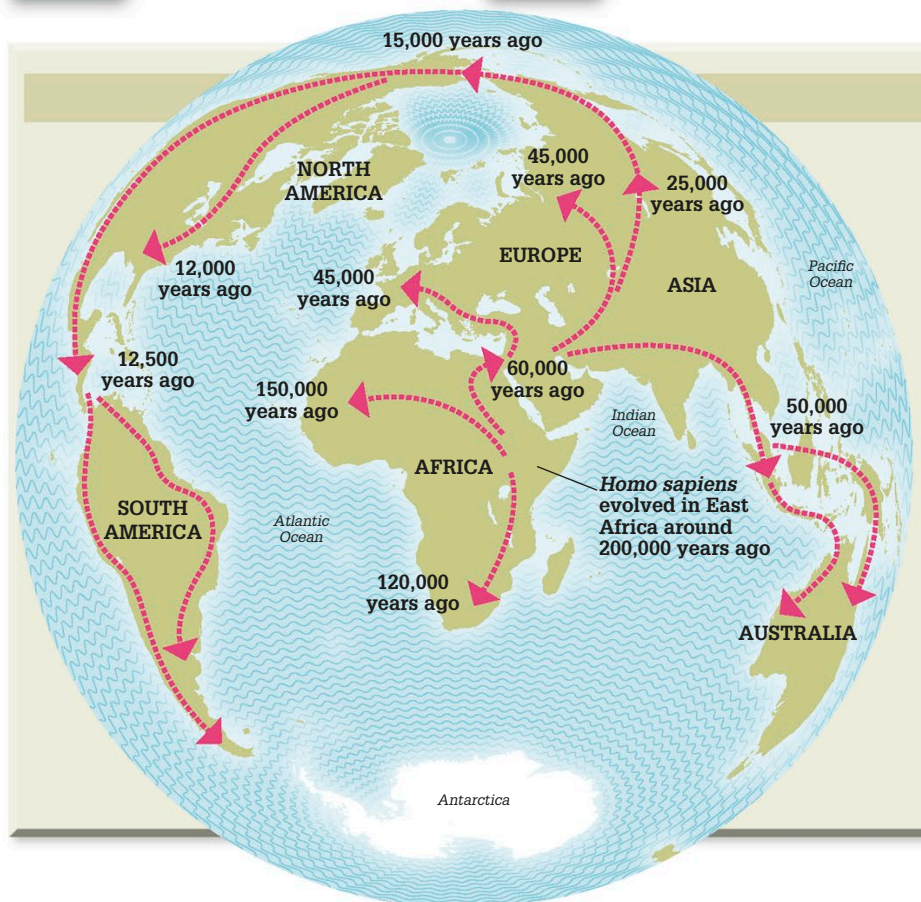 15,000 years ago
NORTH
AMERICA
45,000
years ago
25,000
years ago
EUROPE
ASIA
Pacific
Ocean
12,000
years ago
45,000
years ago
12,500
years ago
150,000
years ago
60,000
years ago
Indian
Ocean
50,000
years ago
AFRICA
Homo sapiens
evolved in East
Africa around
200,000 years ago
SOUTH
AMERICA
Atlantic
Ocean
120,000
years ago
AUSTRALIA
Antarctica